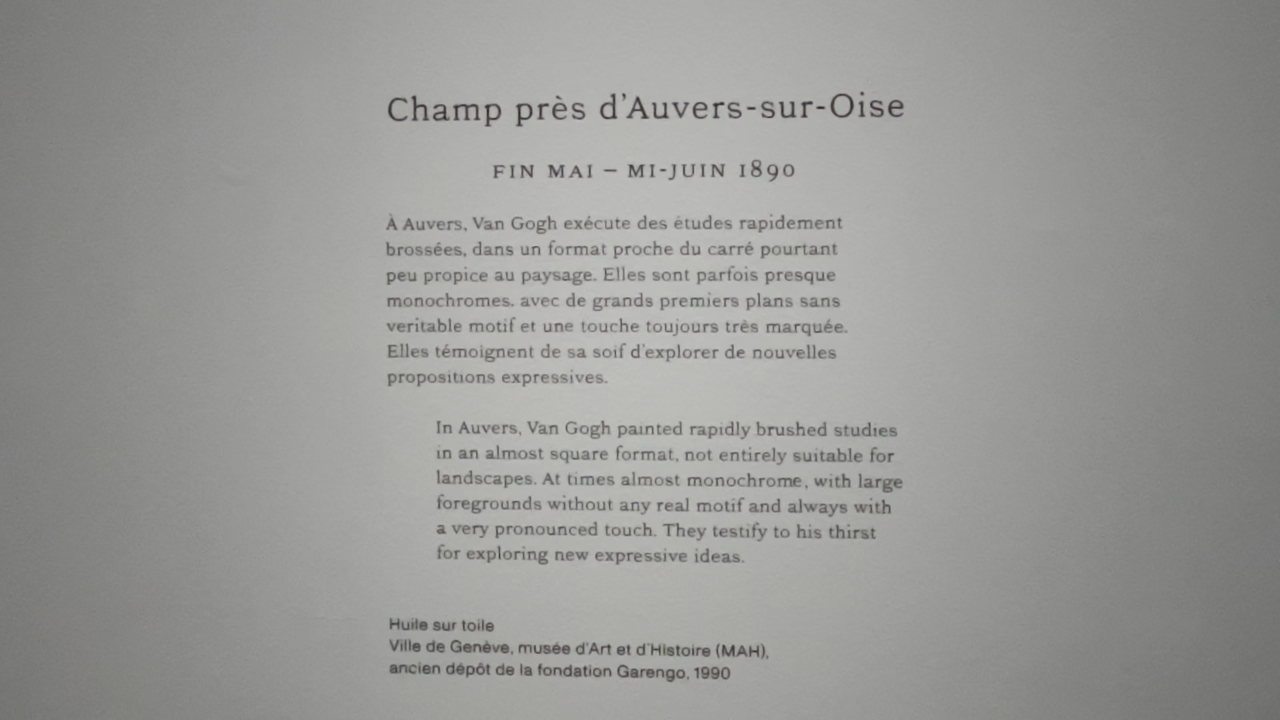 Champ près d'Auvers-sur-Oise
FIN MAI – MI-JUIN 1890
À Auvers, Van Gogh exécute des études rapidement
brossées, dans un format proche du carré pourtant
peu propice au paysage. Elles sont parfois presque
monochromes. avec de grands premiers plans sans
veritable motif et une touche toujours très marquée.
Elles témoignent de sa soif d'explorer de nouvelles
propositions expressives.
In Auvers, Van Gogh painted rapidly brushed studies
in an almost square format, not entirely suitable for
landscapes. At times almost monochrome, with large
foregrounds without any real motif and always with
a very pronounced touch. They testify to his thirst
for exploring new expressive ideas.
Huile sur toile
Ville de Genève, musée d'Art et d'Histoire (MAH),
ancien dépôt de la fondation Garengo, 1990